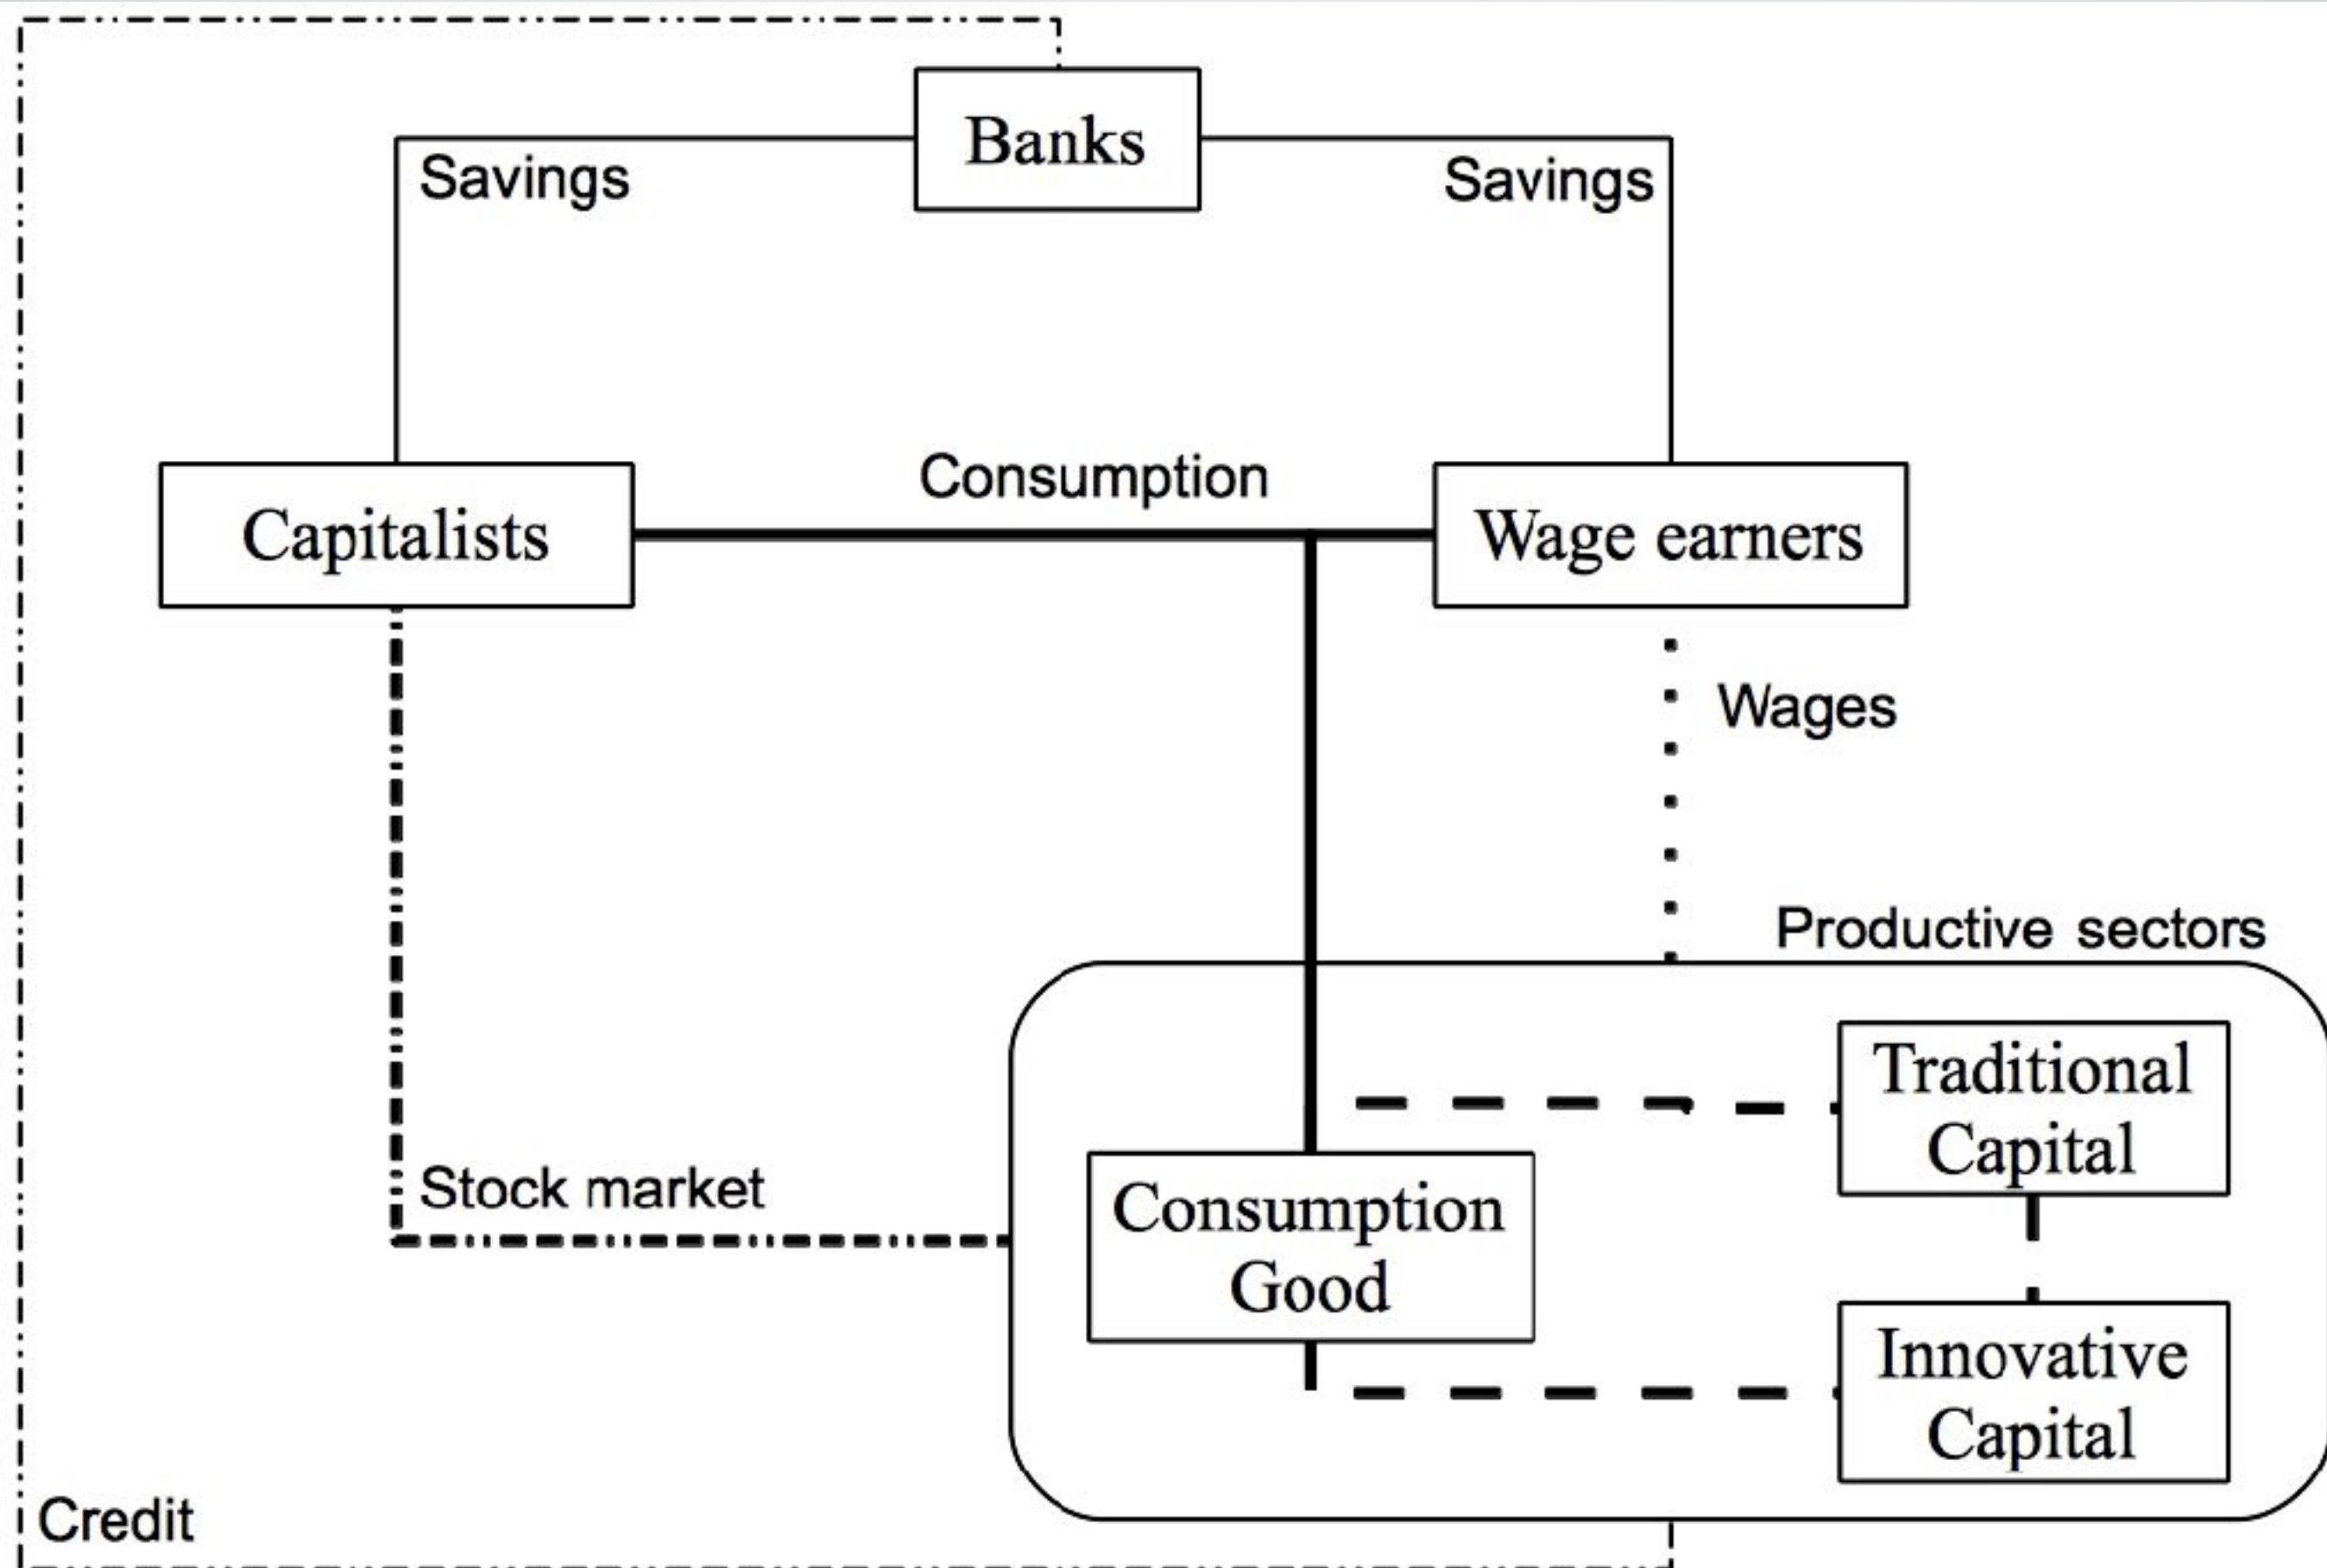 Banks
Savings
Savings
Consumption
Capitalists
Wage earners
Wages
Productive sectors
Traditional
Capital
Stock market
Consumption
Good
Innovative
Capital
Credit